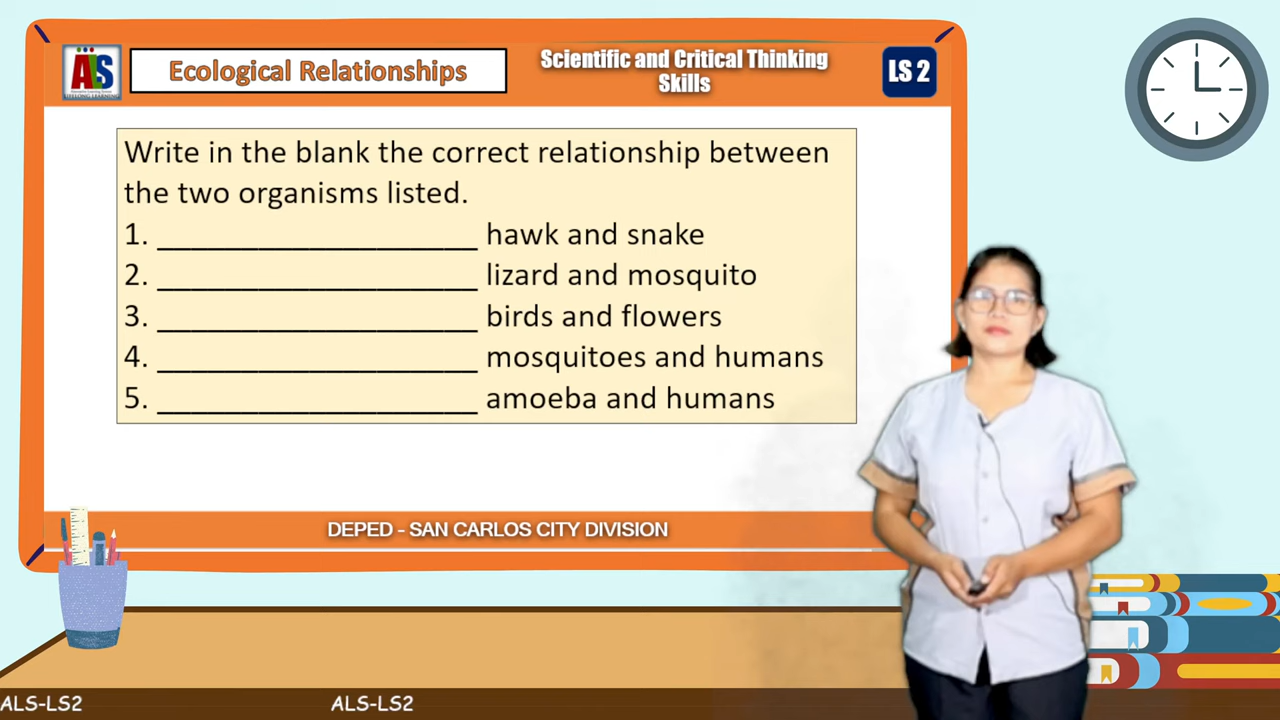 ALS
Ecological Relationships
Scientific and Critical Thinking
Skills
LS 2
Write in the blank the correct relationship between
the two organisms listed.
1. ____________________ hawk and snake
2. ____________________ lizard and mosquito
3. ____________________ birds and flowers
4. ____________________ mosquitoes and humans
5. ____________________ amoeba and humans
DEPED - SAN CARLOS CITY DIVISION
ALS-LS2 ALS-LS2